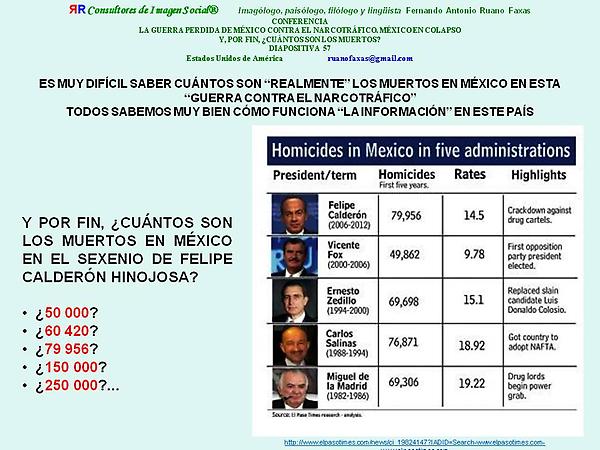 ЯR Consultores de Imagen Social® Imagólogo, paisólogo, filólogo y lingüista Fernando Antonio Ruano Faxas
CONFERENCIA
LA GUERRA PERDIDA DE MÉXICO CONTRA EL NARCOTRÁFICO. MÉXICO EN COLAPSO
Y, POR FIN, ¿CUÁNTOS SON LOS MUERTOS?
DIAPOSITIVA 57
Estados Unidos de América ruanofaxas@gmail.com
ES MUY DIFÍCIL SABER CUÁNTOS SON “REALMENTE” LOS MUERTOS EN MÉXICO EN ESTA
“GUERRA CONTRA EL NARCOTRÁFICO”
TODOS SABEMOS MUY BIEN CÓMO FUNCIONA “LA INFORMACIÓN” EN ESTE PAÍS
Y POR FIN, ¿CUÁNTOS SON
LOS MUERTOS EN MÉXICO
EN EL SEXENIO DE FELIPE
CALDERÓN HINOJOSA?
• ¿50 000?
• ¿60 420?
• ¿79 956?
• ¿150 000?
• ¿250 000?...
Homicides in Mexico in five administrations
President/term Homicides Rates Highlights
First five years.
Felipe
Calderón
(2006-2012)
79,956
14.5
Crackdown against
drug cartels.
Vicente
Fox
(2000-2006)
49,862
9.78
First opposition
party president
elected.
Ernesto
Zedillo
(1994-2000)
69,698
15.1
Replaced slain
candidate Luis
Donaldo Colosio.
Carlos
Salinas
(1988-1994)
76,871
18.92
Got country to
adopt NAFTA.
Miguel de
la Madrid
(1982-1986)
69,306
19.22
Drug lords
begin power
grab.
Source: El Paso Times research - analysis.
http://www.elpasotimes.com/news/ci_19824147?IADID=Search-www.elpasotimes.com-